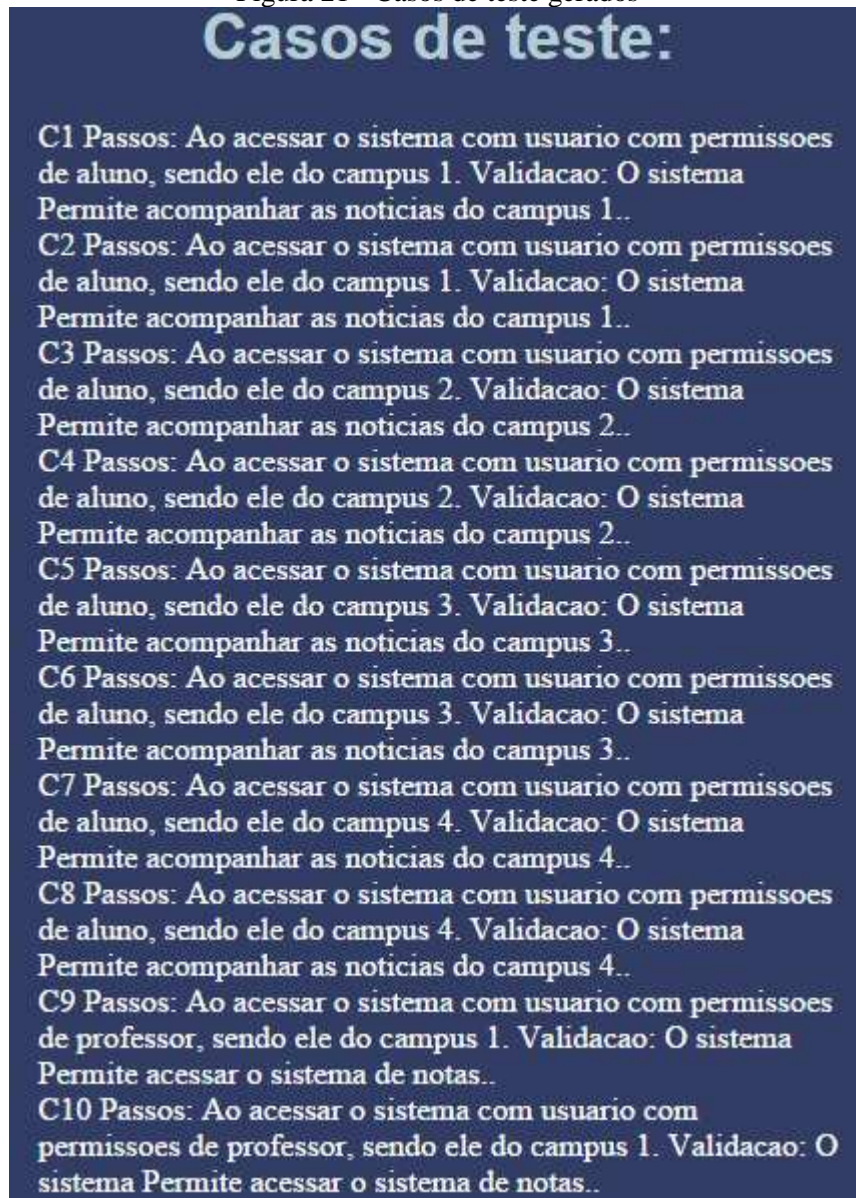 Figura 21 - Casos de teste gerados
Casos de teste:
C1 Passos: Ao acessar o sistema com usuario com permissoes
de aluno, sendo ele do campus 1. Validacao: O sistema
Permite acompanhar as noticias do campus 1..
C2 Passos: Ao acessar o sistema com usuario com permissoes
de aluno, sendo ele do campus 1. Validacao: O sistema
Permite acompanhar as noticias do campus 1..
C3 Passos: Ao acessar o sistema com usuario com permissoes
de aluno, sendo ele do campus 2. Validacao: O sistema
Permite acompanhar as noticias do campus 2..
C4 Passos: Ao acessar o sistema com usuario com permissoes
de aluno, sendo ele do campus 2. Validacao: O sistema
Permite acompanhar as noticias do campus 2..
C5 Passos: Ao acessar o sistema com usuario com permissoes
de aluno, sendo ele do campus 3. Validacao: O sistema
Permite acompanhar as noticias do campus 3..
C6 Passos: Ao acessar o sistema com usuario com permissoes
de aluno, sendo ele do campus 3. Validacao: O sistema
Permite acompanhar as noticias do campus 3..
C7 Passos: Ao acessar o sistema com usuario com permissoes
de aluno, sendo ele do campus 4. Validacao: O sistema
Permite acompanhar as noticias do campus 4..
C8 Passos: Ao acessar o sistema com usuario com permissoes
de aluno, sendo ele do campus 4. Validacao: O sistema
Permite acompanhar as noticias do campus 4..
C9 Passos: Ao acessar o sistema com usuario com permissoes
de professor, sendo ele do campus 1. Validacao: O sistema
Permite acessar o sistema de notas..
C10 Passos: Ao acessar o sistema com usuario com
permissoes de professor, sendo ele do campus 1. Validacao: O
sistema Permite acessar o sistema de notas..